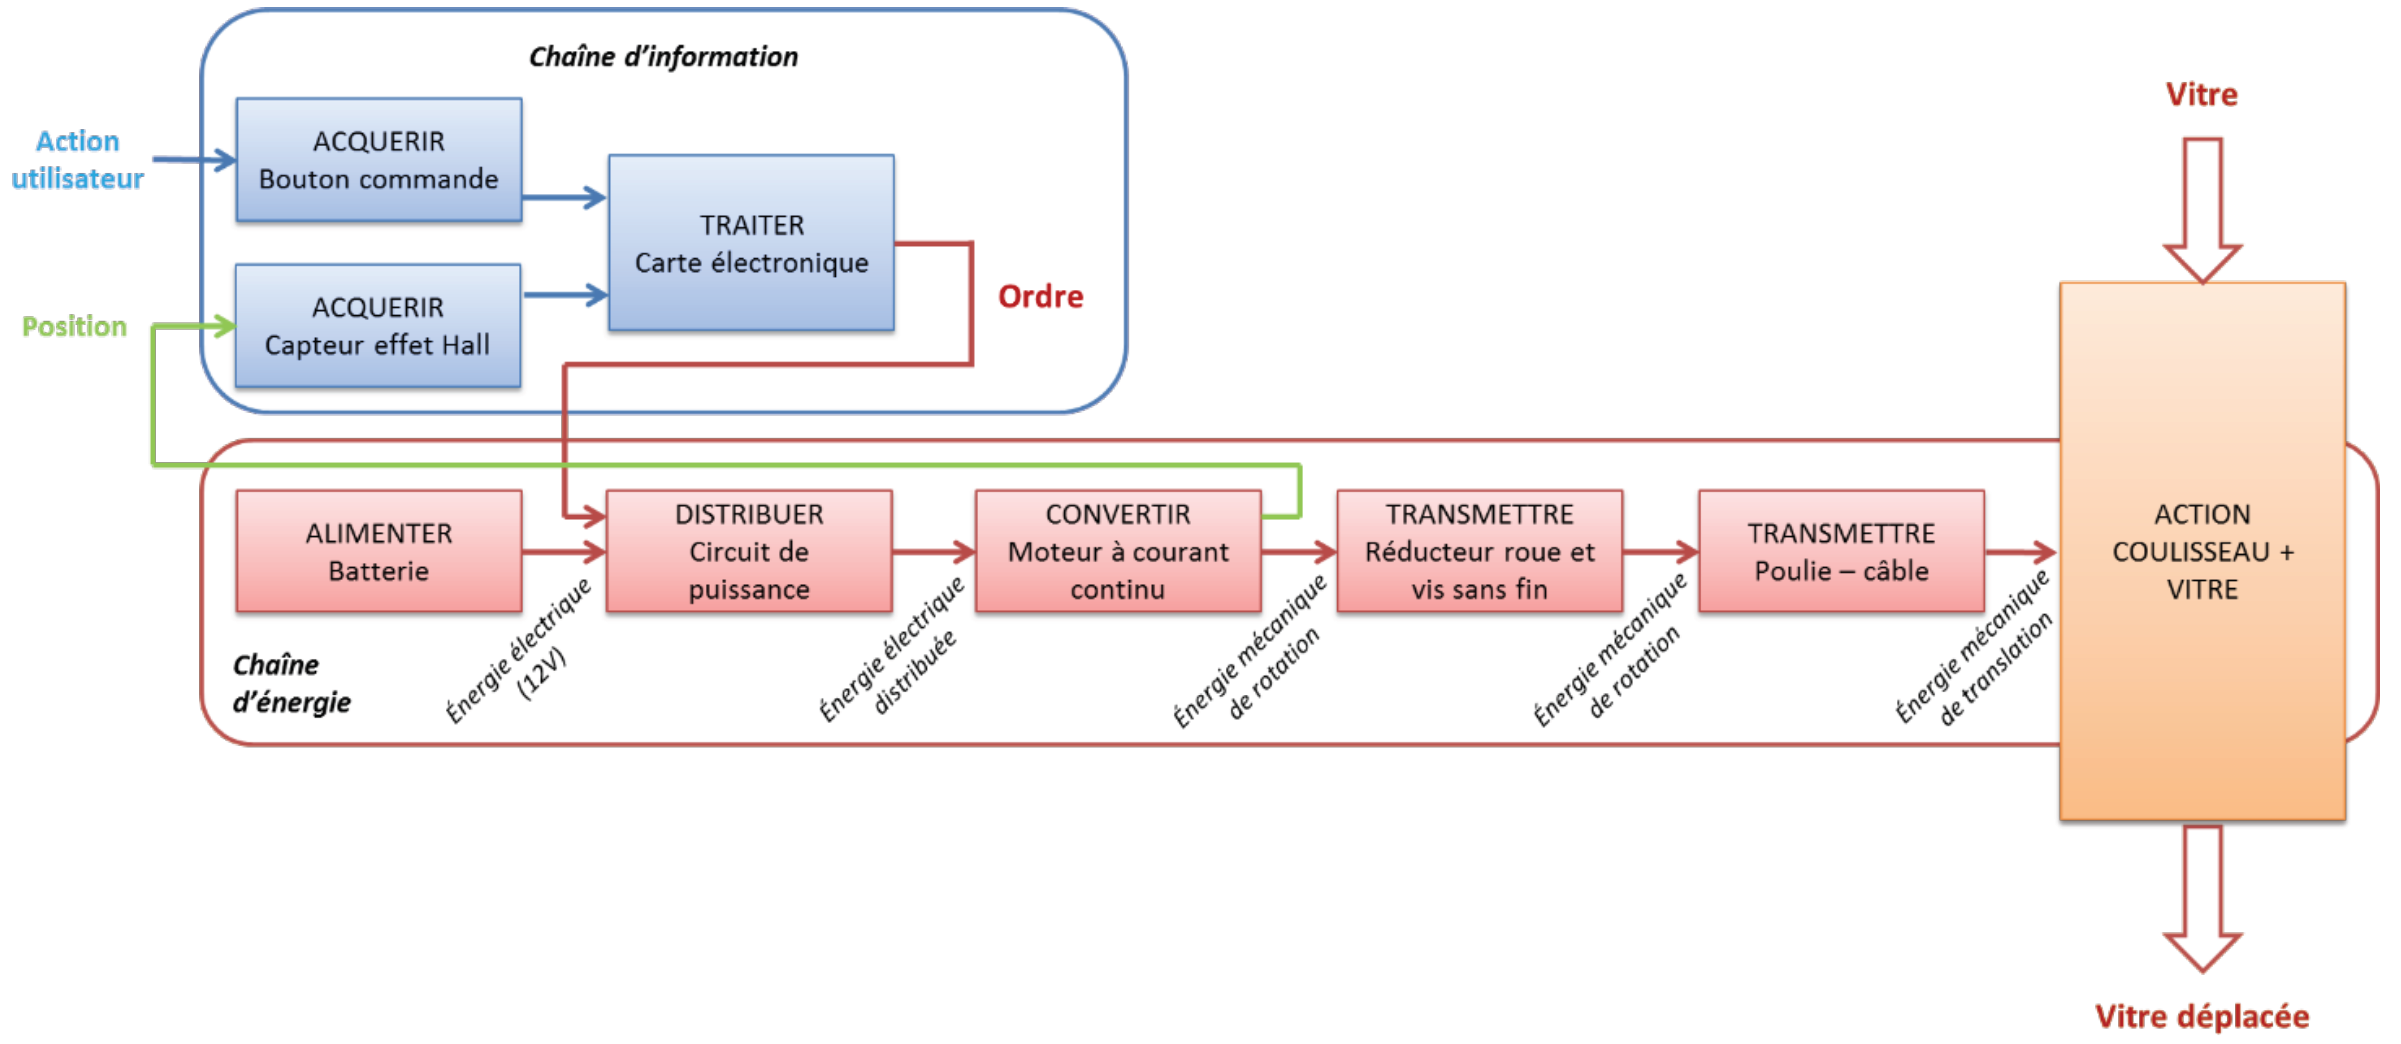 Chaîne d’information
Action
utilisateur
ACQUERIR
Bouton commande
TRAITER
Carte électronique
Position
ACQUERIR
Capteur effet Hall
Ordre
Vitre
ALIMENTER
Batterie
DISTRIBUER
Circuit de
puissance
CONVERTIR
Moteur à courant
continu
TRANSMETTRE
Réducteur roue et
vis sans fin
TRANSMETTRE
Poulie – câble
ACTION
COULISSEAU +
VITRE
Chaîne
d’énergie
Énergie électrique
(12V)
Énergie électrique
distribuée
Énergie mécanique
de rotation
Énergie mécanique
de rotation
Énergie mécanique
de translation
Vitre déplacée